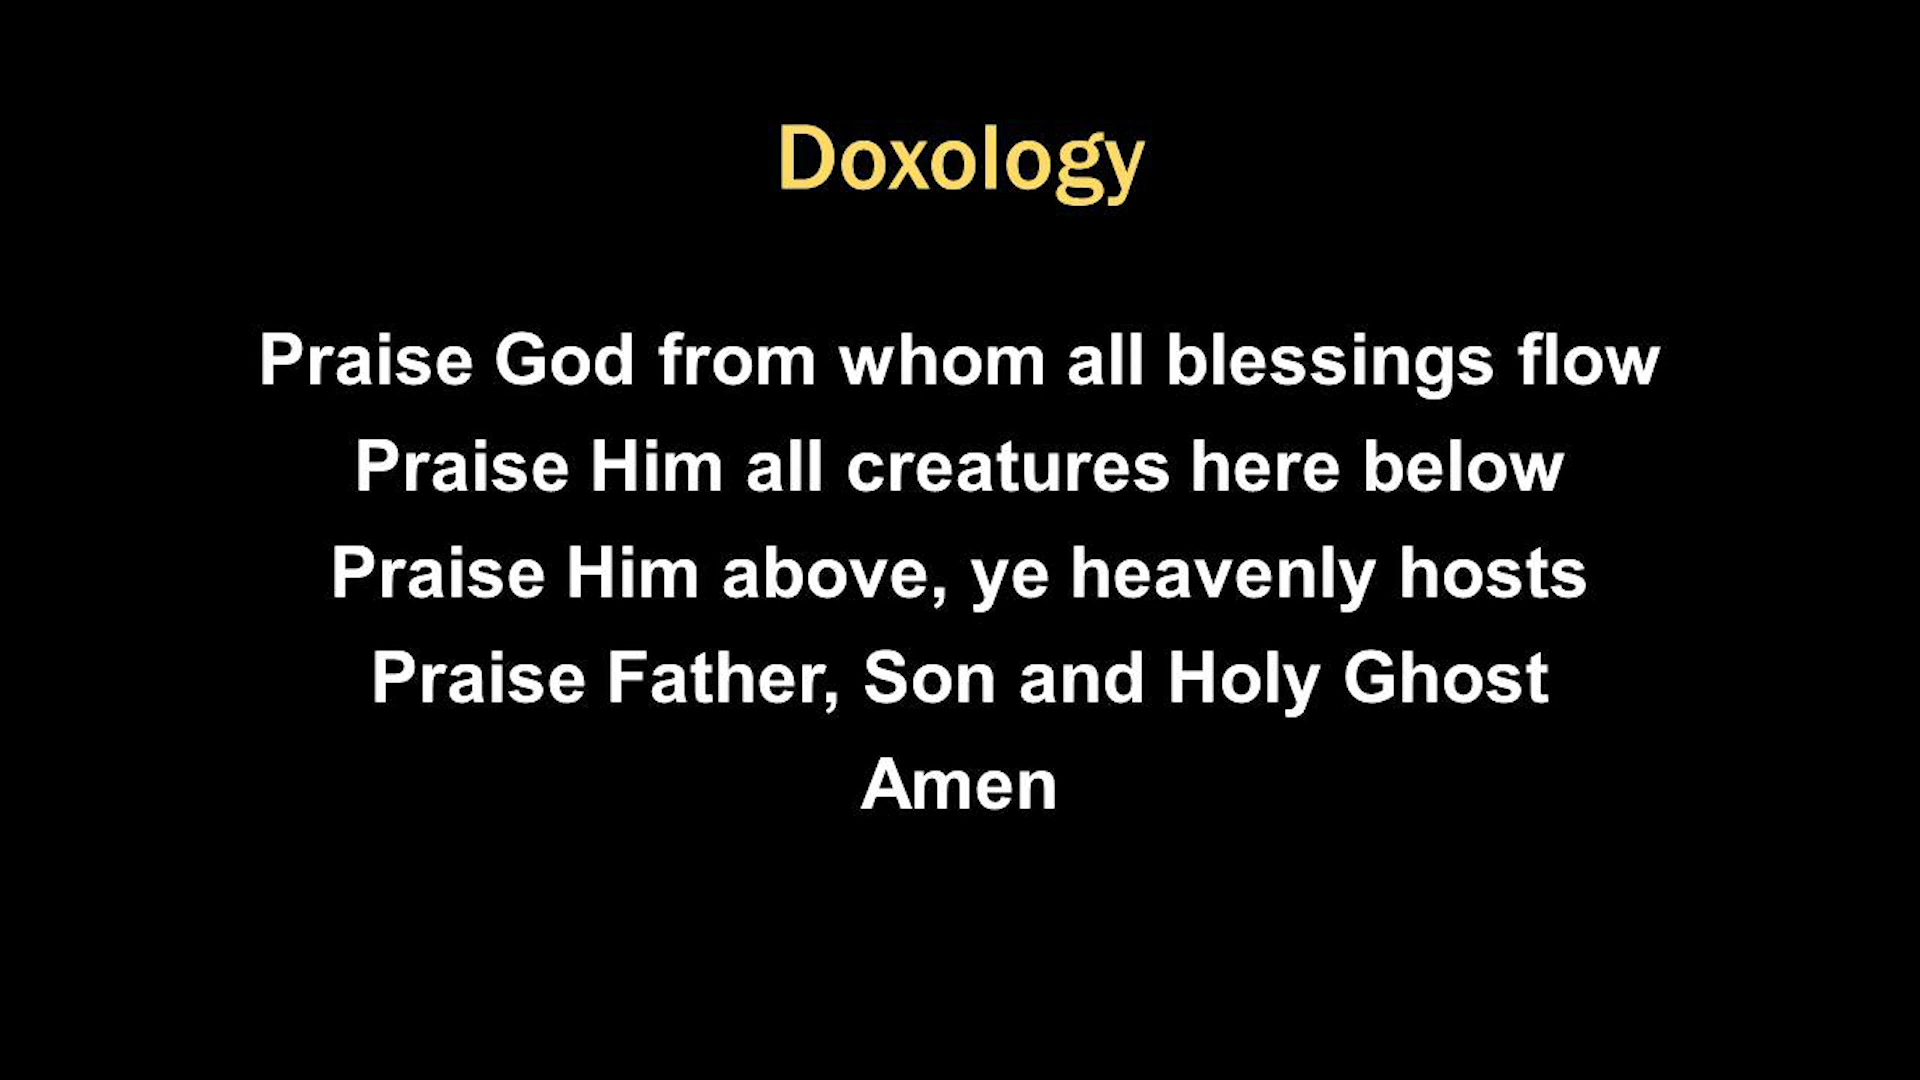 Doxology
Praise God from whom all blessings flow
Praise Him all creatures here below
Praise Him above, ye heavenly hosts
Praise Father, Son and Holy Ghost
Amen